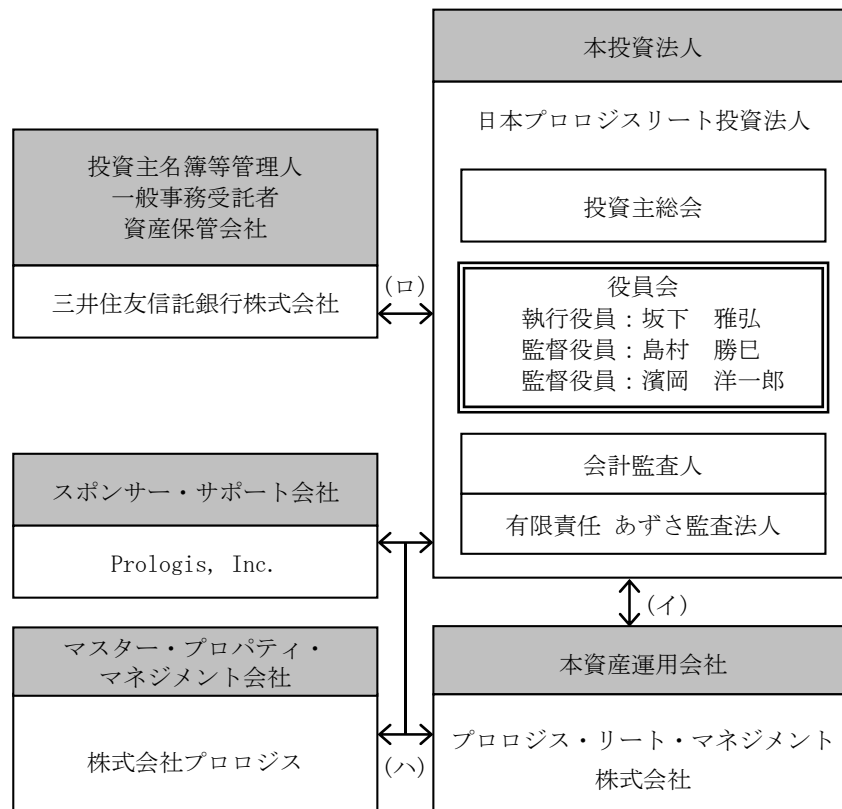 本投資法人
日本プロロジスリート投資法人
投資主総会
役員会
執行役員：坂下　雅弘
監督役員：島村　勝巳
監督役員：濱岡　洋一郎
会計監査人
有限責任 あずさ監査法人
投資主名簿等管理人
一般事務受託者
資産保管会社
三井住友信託銀行株式会社
(ロ)
スポンサー・サポート会社
Prologis, Inc.
(イ)
マスター・プロパティ・
マネジメント会社
株式会社プロロジス
(ハ)
本資産運用会社
プロロジス・リート・マネジメント
株式会社